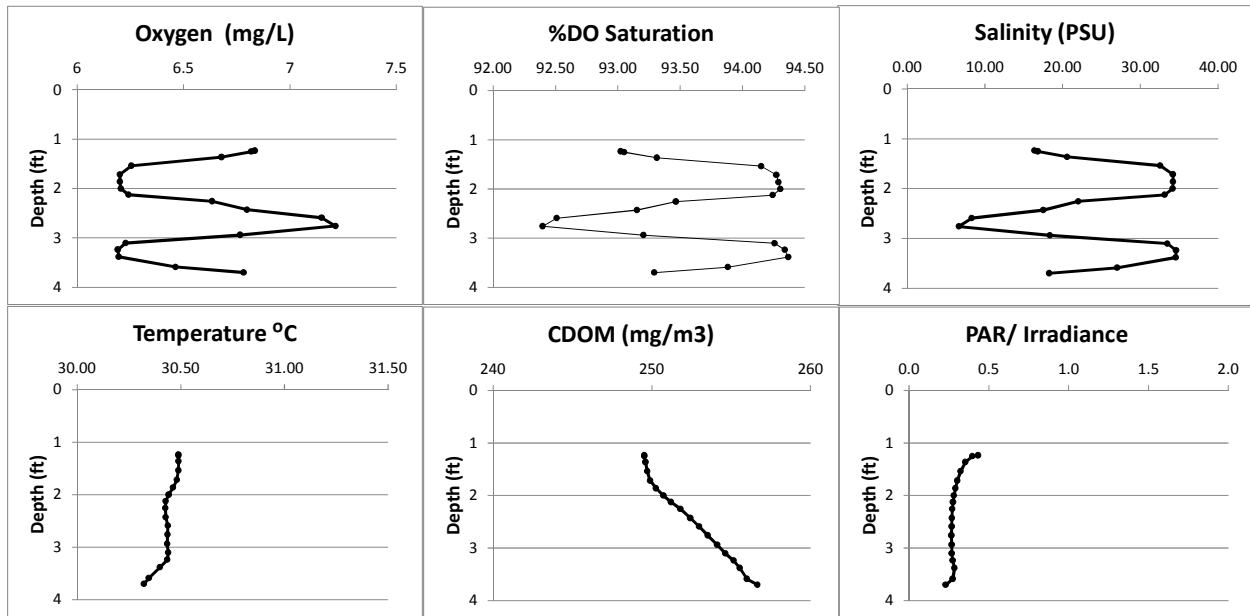 Oxygen (mg/L)
6 6.5 7 7.5
0
1
2
3
4
Depth (ft)
%DO Saturation
92.00 92.50 93.00 93.50 94.00 94.50
0
1
2
3
4
Depth (ft)
Salinity (PSU)
0.00 10.00 20.00 30.00 40.00
0
1
2
3
4
Depth (ft)
Temperature ⁰C
30.00 30.50 31.00 31.50
0
1
2
3
4
Depth (ft)
CDOM (mg/m3)
240 250 260
0
1
2
3
4
Depth (ft)
PAR/ Irradiance
0.0 0.5 1.0 1.5 2.0
0
1
2
3
4
Depth (ft)